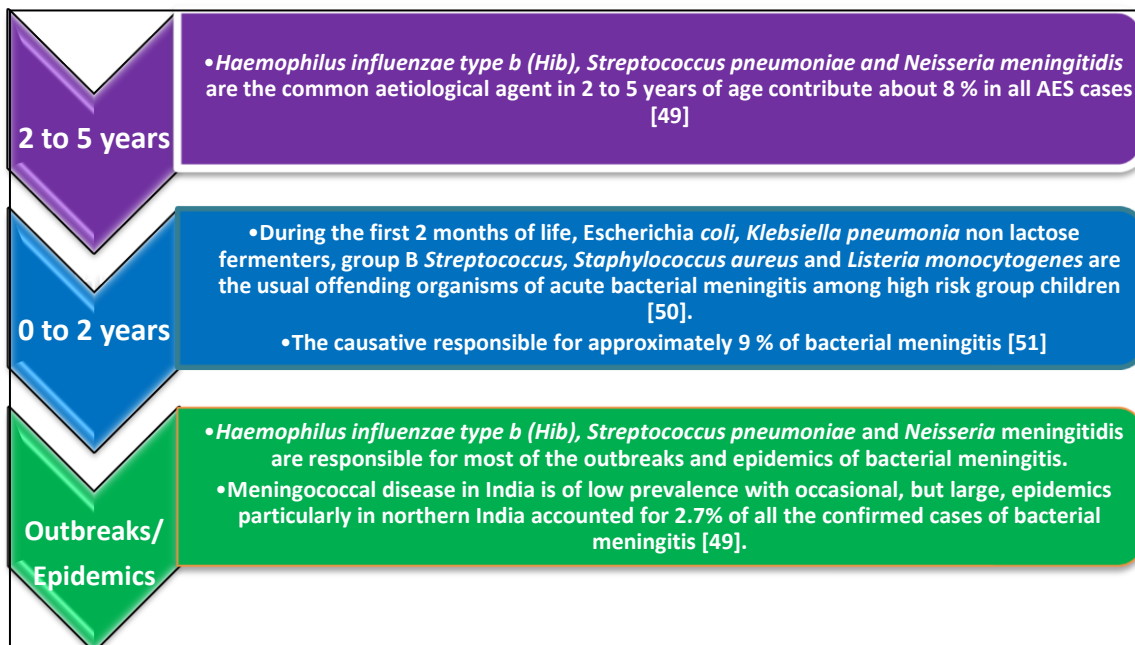 2 to 5 years
•Haemophilus influenzae type b (Hib), Streptococcus pneumoniae and Neisseria meningitidis
are the common aetiological agent in 2 to 5 years of age contribute about 8 % in all AES cases
[49]
0 to 2 years
•During the first 2 months of life, Escherichia coli, Klebsiella pneumonia non lactose
fermenters, group B Streptococcus, Staphylococcus aureus and Listeria monocytogenes are
the usual offending organisms of acute bacterial meningitis among high risk group children
[50].
•The causative responsible for approximately 9 % of bacterial meningitis [51]
Outbreaks/
Epidemics
•Haemophilus influenzae type b (Hib), Streptococcus pneumoniae and Neisseria meningitidis
are responsible for most of the outbreaks and epidemics of bacterial meningitis.
•Meningococcal disease in India is of low prevalence with occasional, but large, epidemics
particularly in northern India accounted for 2.7% of all the confirmed cases of bacterial
meningitis [49].